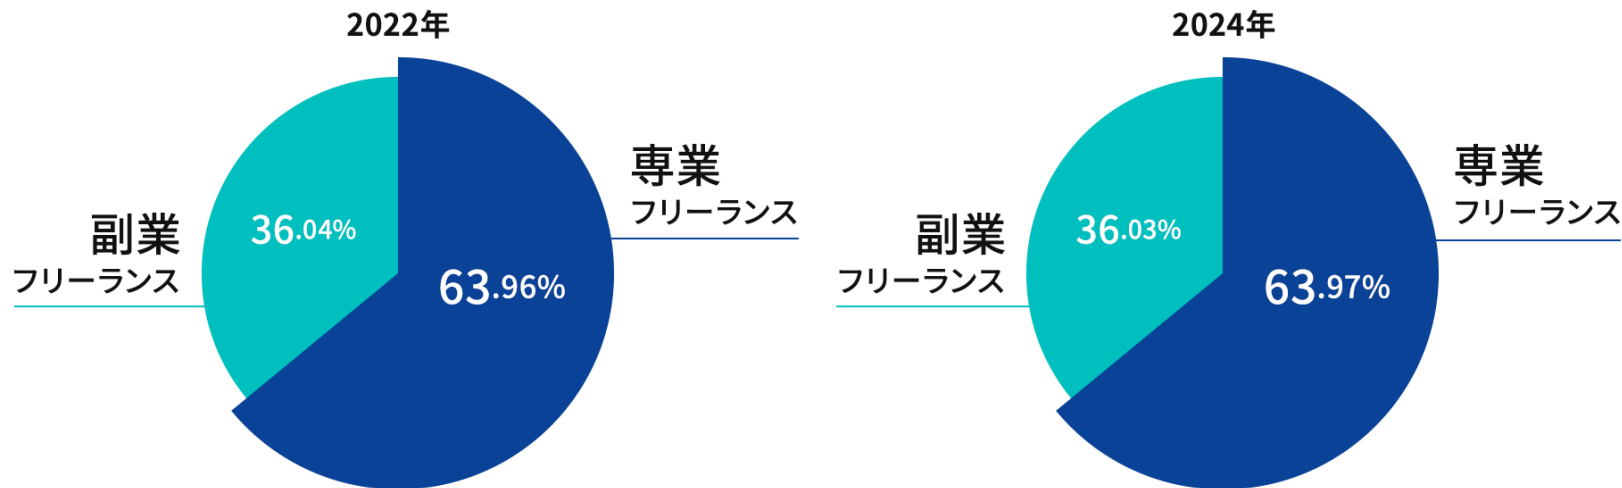 2022年
専業
フリーランス
63.96%
副業
フリーランス
36.04%
2024年
専業
フリーランス
63.97%
副業
フリーランス
36.03%